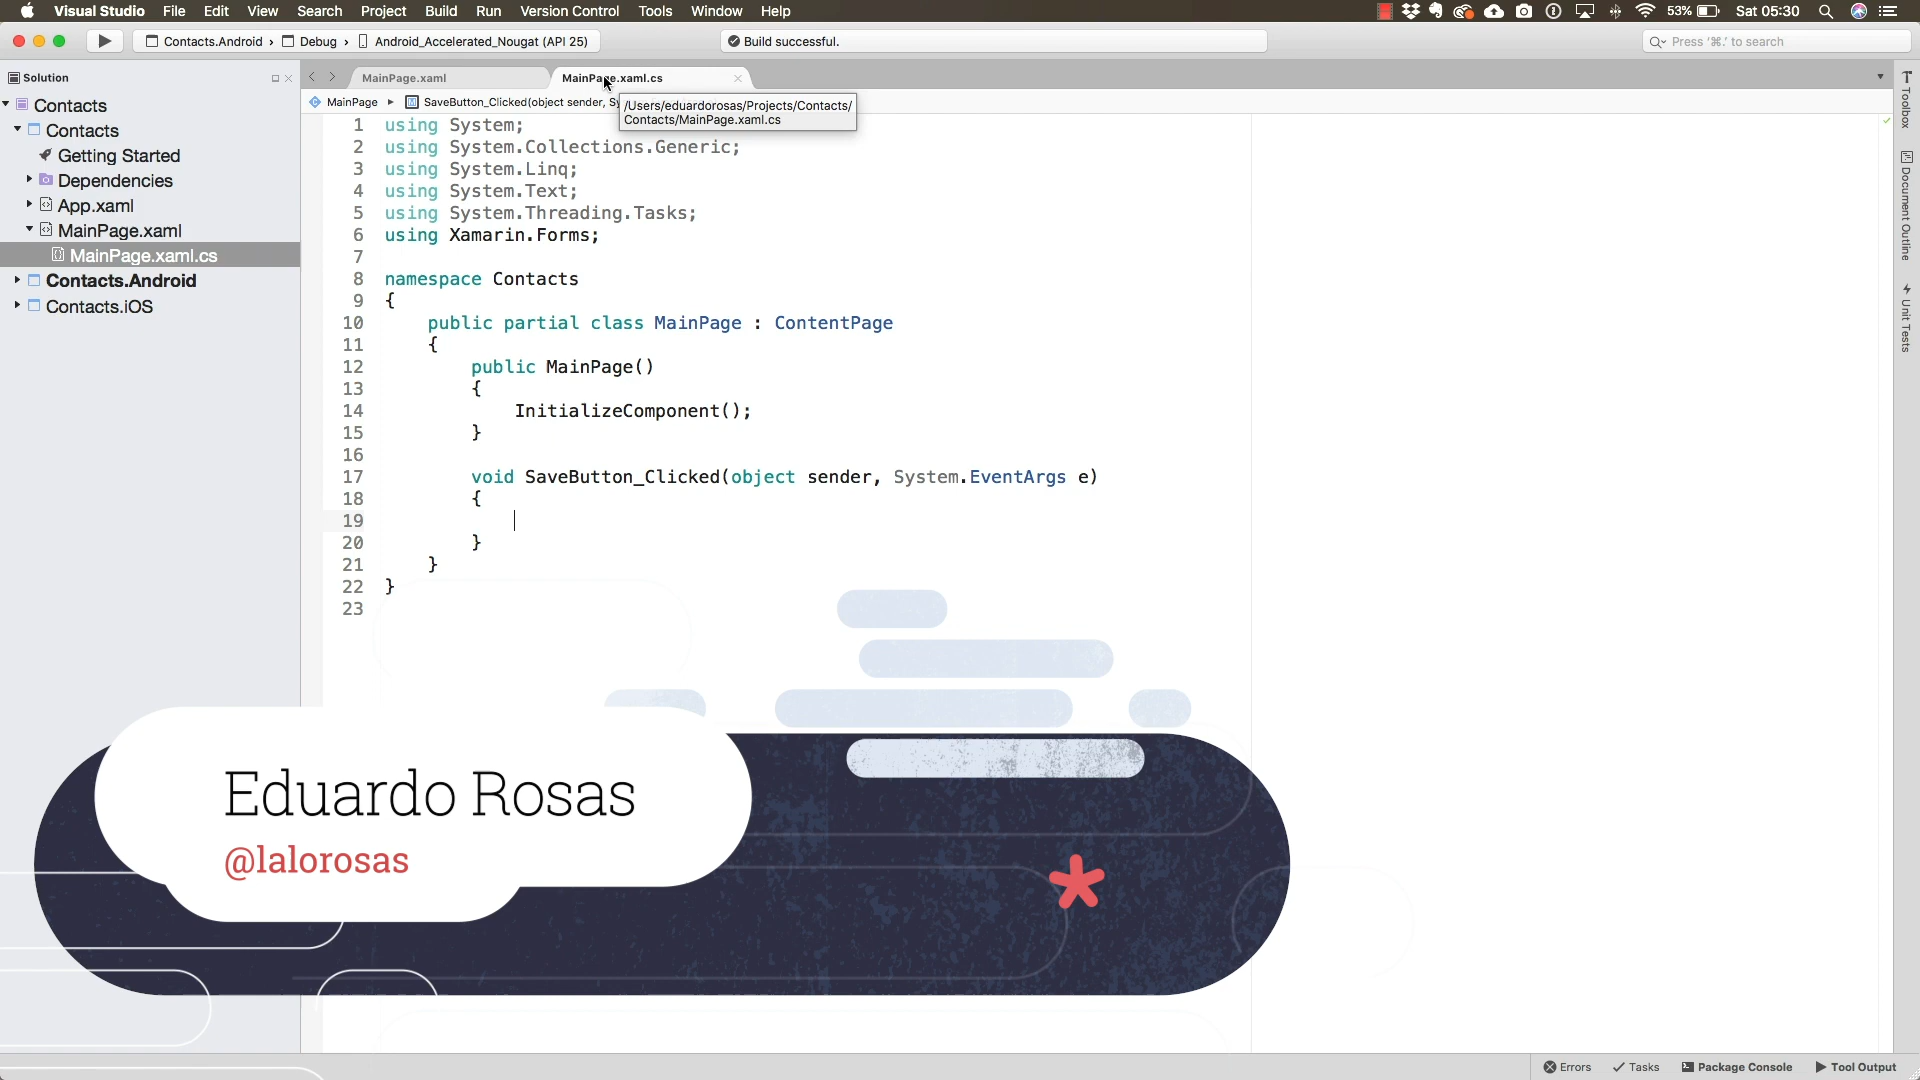 Visual Studio File Edit View Search Project Build Run Version Control Tools Window Help 53% Sat 05:30
Contacts.Android › Debug › Android_Accelerated_Nougat (API 25) Build successful. Press '⌘.' to search
Solution
MainPage.xaml MainPage.xaml.cs
MainPage SaveButton_Clicked(object sender, Sy
/Users/eduardorosas/Projects/Contacts/
Contacts/MainPage.xaml.cs
Contacts
Contacts
Getting Started
Dependencies
App.xaml
MainPage.xaml
MainPage.xaml.cs
Contacts.Android
Contacts.iOS
1 using System;
2 using System.Collections.Generic;
3 using System.Linq;
4 using System.Text;
5 using System.Threading.Tasks;
6 using Xamarin.Forms;
7
8 namespace Contacts
9 {
10 public partial class MainPage : ContentPage
11 {
12 public MainPage()
13 {
14 InitializeComponent();
15 }
16
17 void SaveButton_Clicked(object sender, System.EventArgs e)
18 {
19
20 }
21 }
22 }
23
Toolbox
Document Outline
Unit Tests
Eduardo Rosas
@lalorosas
Errors Tasks Package Console Tool Output